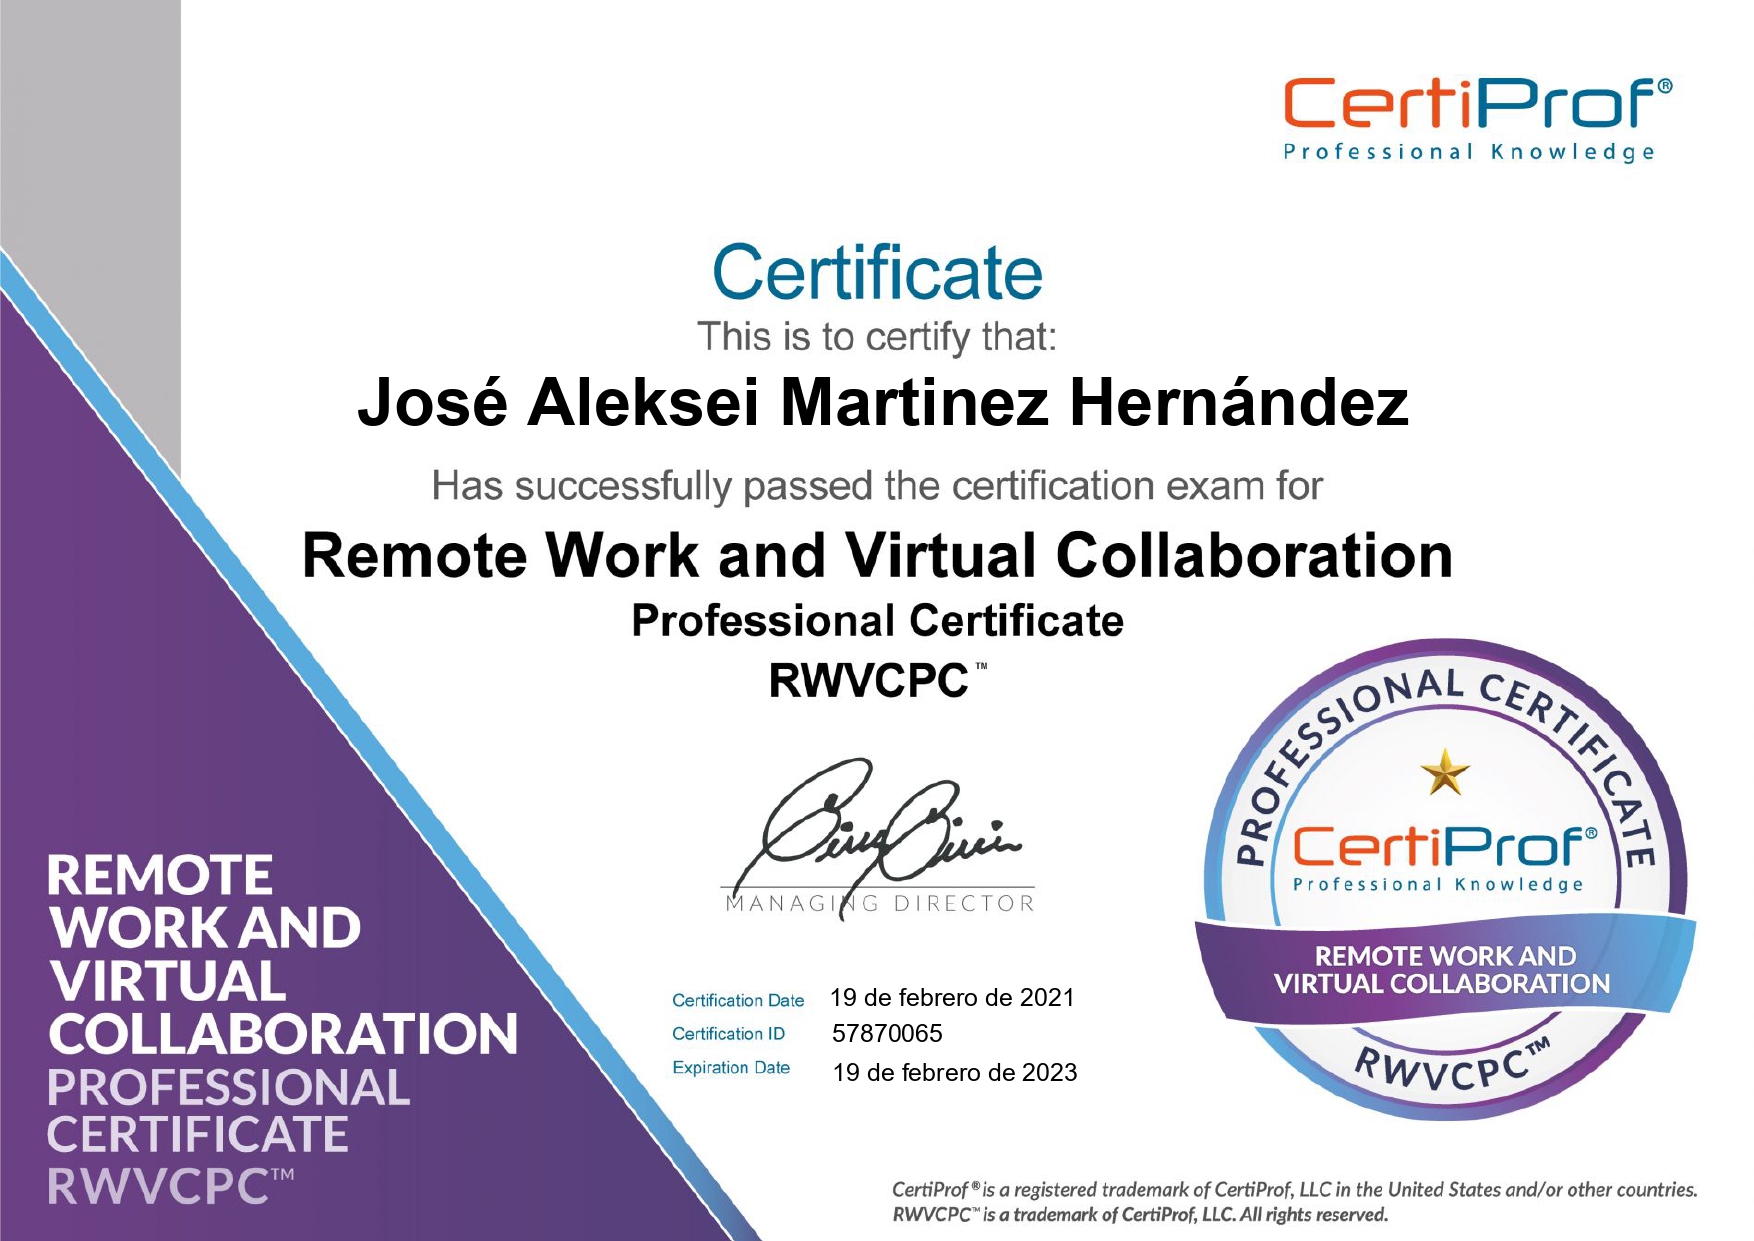 CertiProf®
Professional Knowledge
Certificate
This is to certify that:
José Aleksei Martinez Hernández
Has successfully passed the certification exam for
Remote Work and Virtual Collaboration
Professional Certificate
RWVCPC™
MANAGING DIRECTOR
Certification Date 19 de febrero de 2021
Certification ID 57870065
Expiration Date 19 de febrero de 2023
REMOTE
WORK AND
VIRTUAL
COLLABORATION
PROFESSIONAL
CERTIFICATE
RWVCPC™
PROFESSIONAL CERTIFICATE
CertiProf®
Professional Knowledge
REMOTE WORK AND
VIRTUAL COLLABORATION
RWVCPC™
CertiProf® is a registered trademark of CertiProf, LLC in the United States and/or other countries.
RWVCPC™ is a trademark of CertiProf, LLC. All rights reserved.